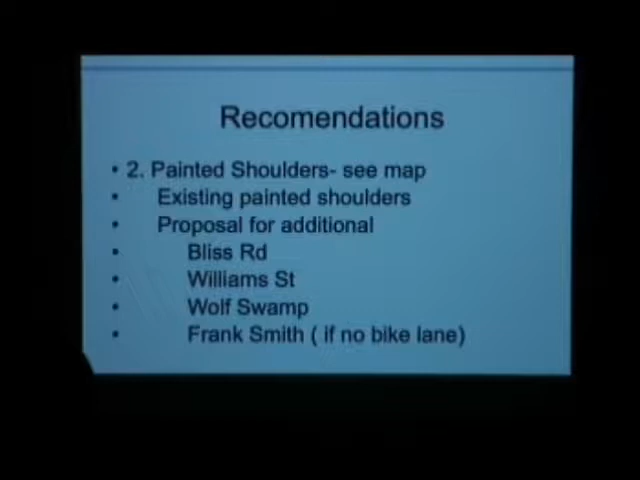 Recomendations
• 2. Painted Shoulders- see map
• Existing painted shoulders
• Proposal for additional
• Bliss Rd
• Williams St
• Wolf Swamp
• Frank Smith ( if no bike lane)